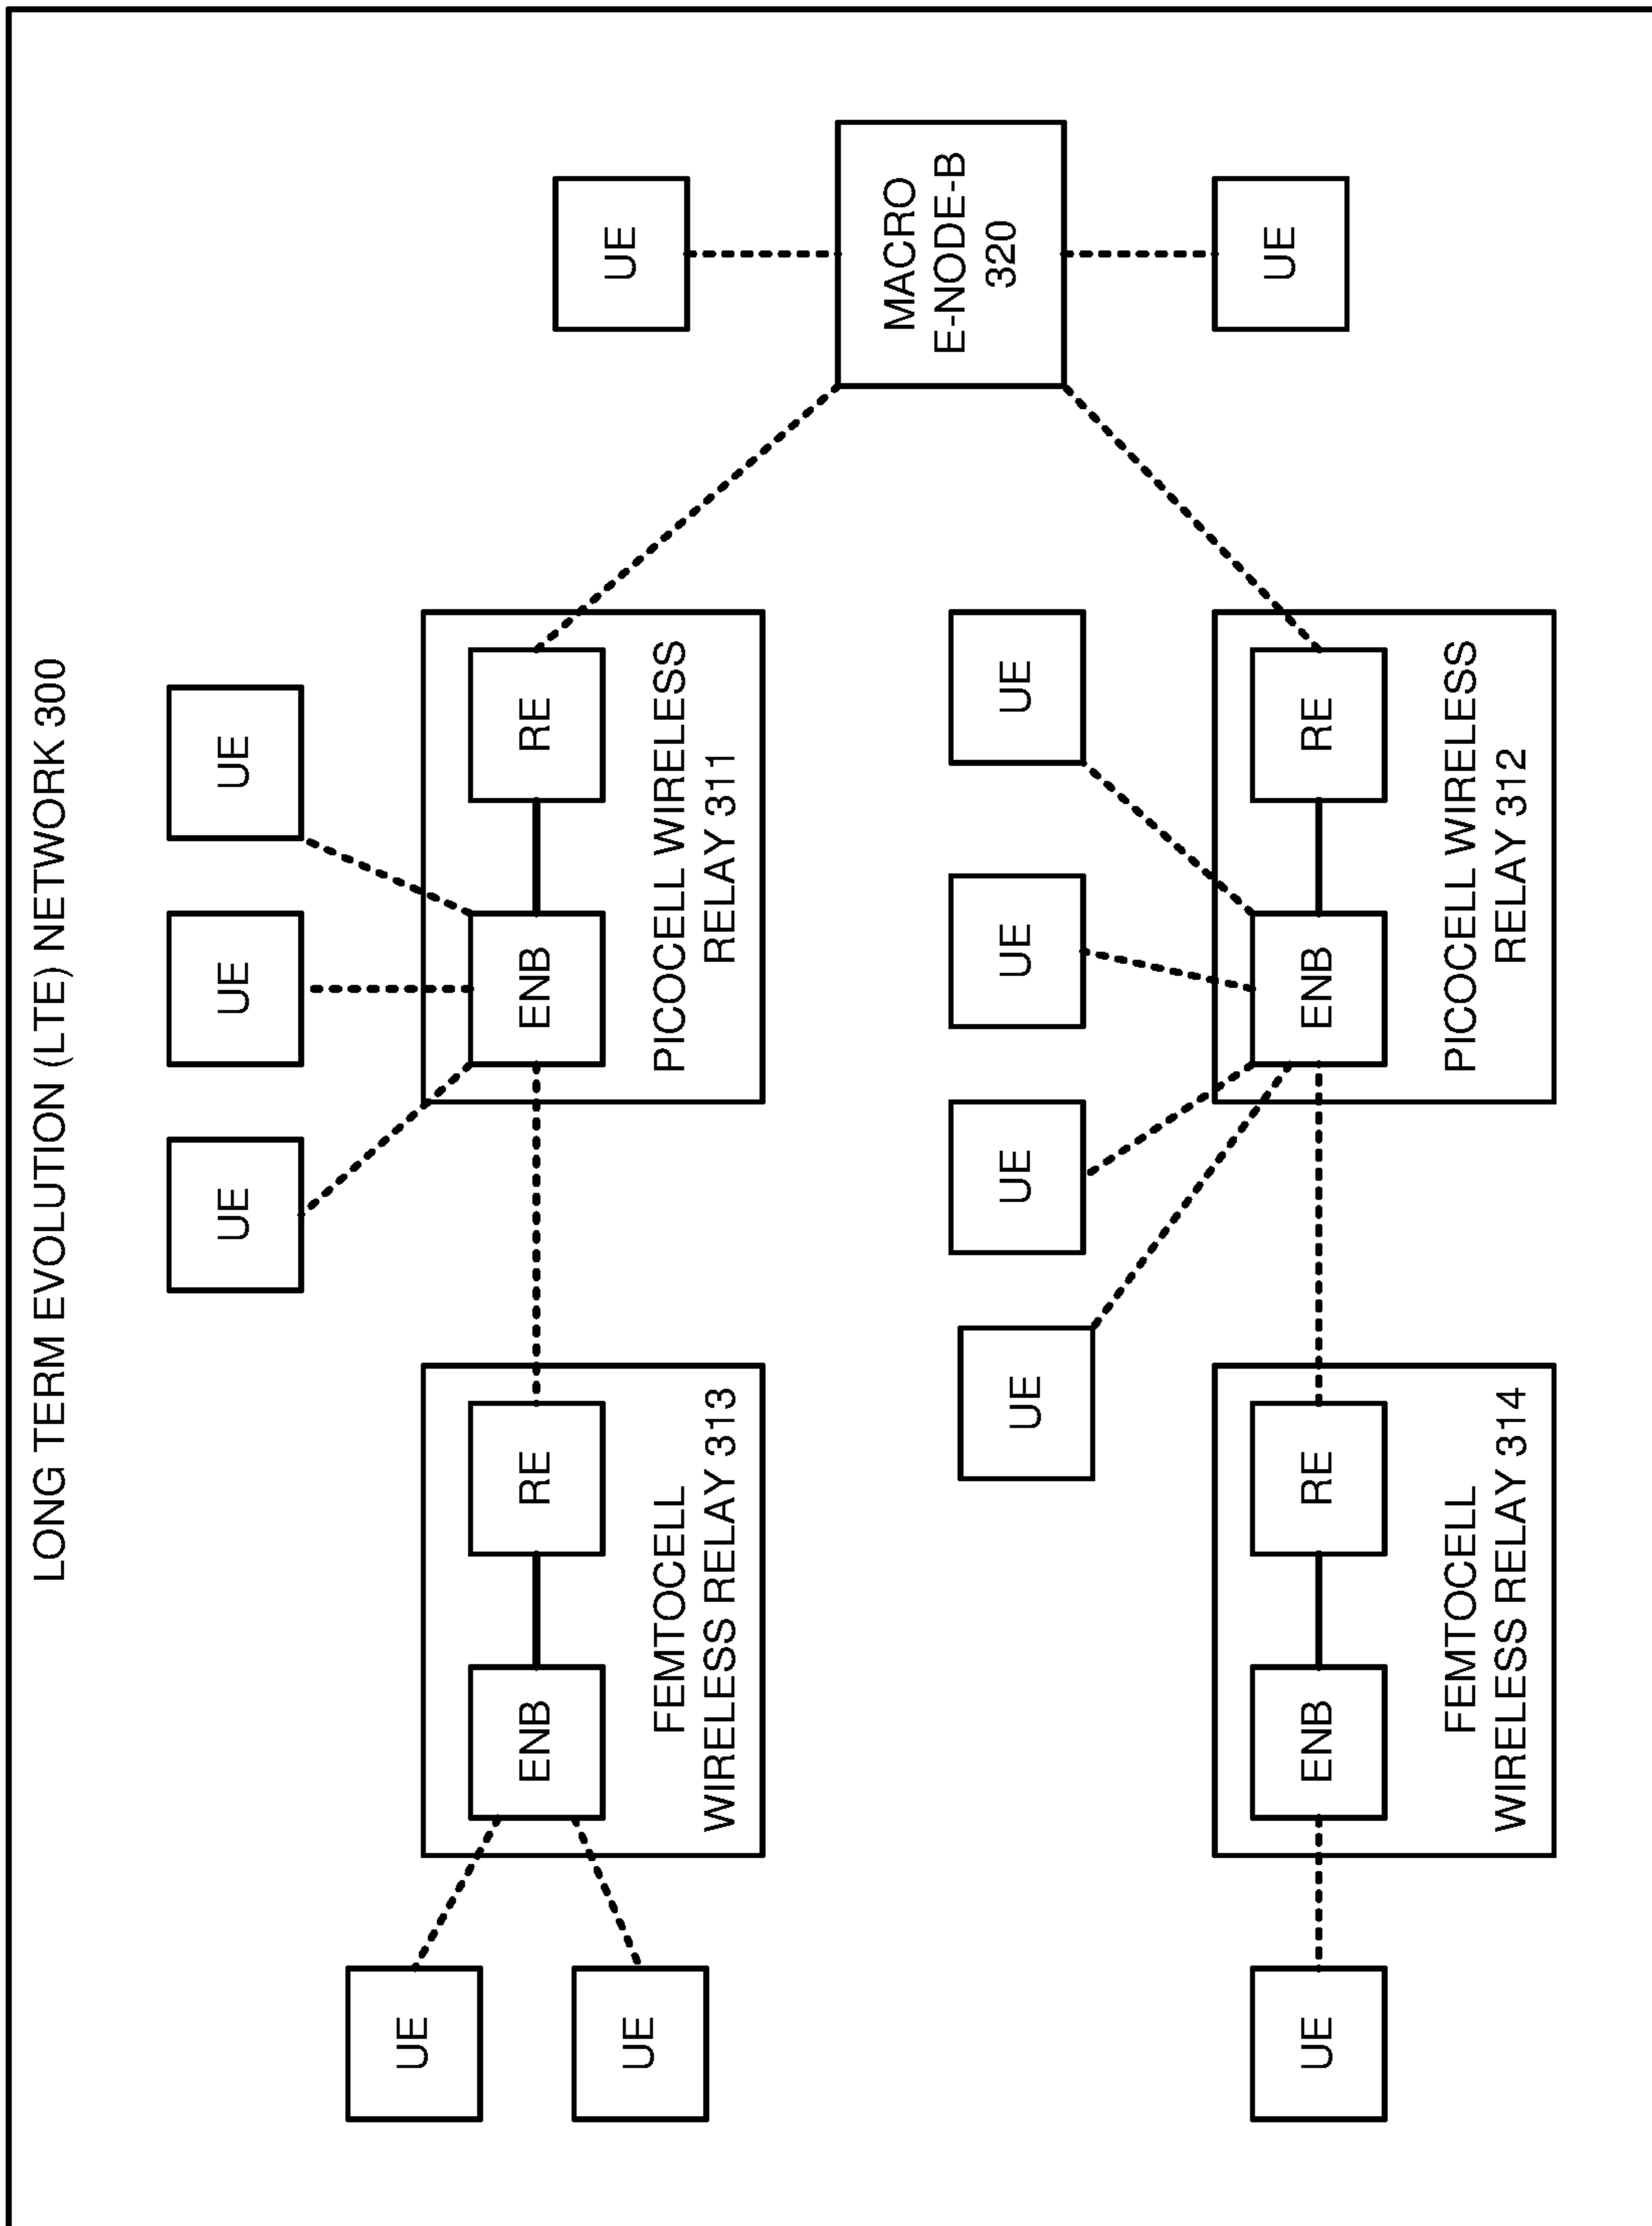 LONG TERM EVOLUTION (LTE) NETWORK 300
UE
UE
UE
UE
UE
ENB
RE
FEMTOCELL
WIRELESS RELAY 313
ENB
RE
PICOCELL WIRELESS
RELAY 311
UE
MACRO
E-NODE-B
320
UE
UE
UE
UE
UE
UE
ENB
RE
FEMTOCELL
WIRELESS RELAY 314
ENB
RE
PICOCELL WIRELESS
RELAY 312